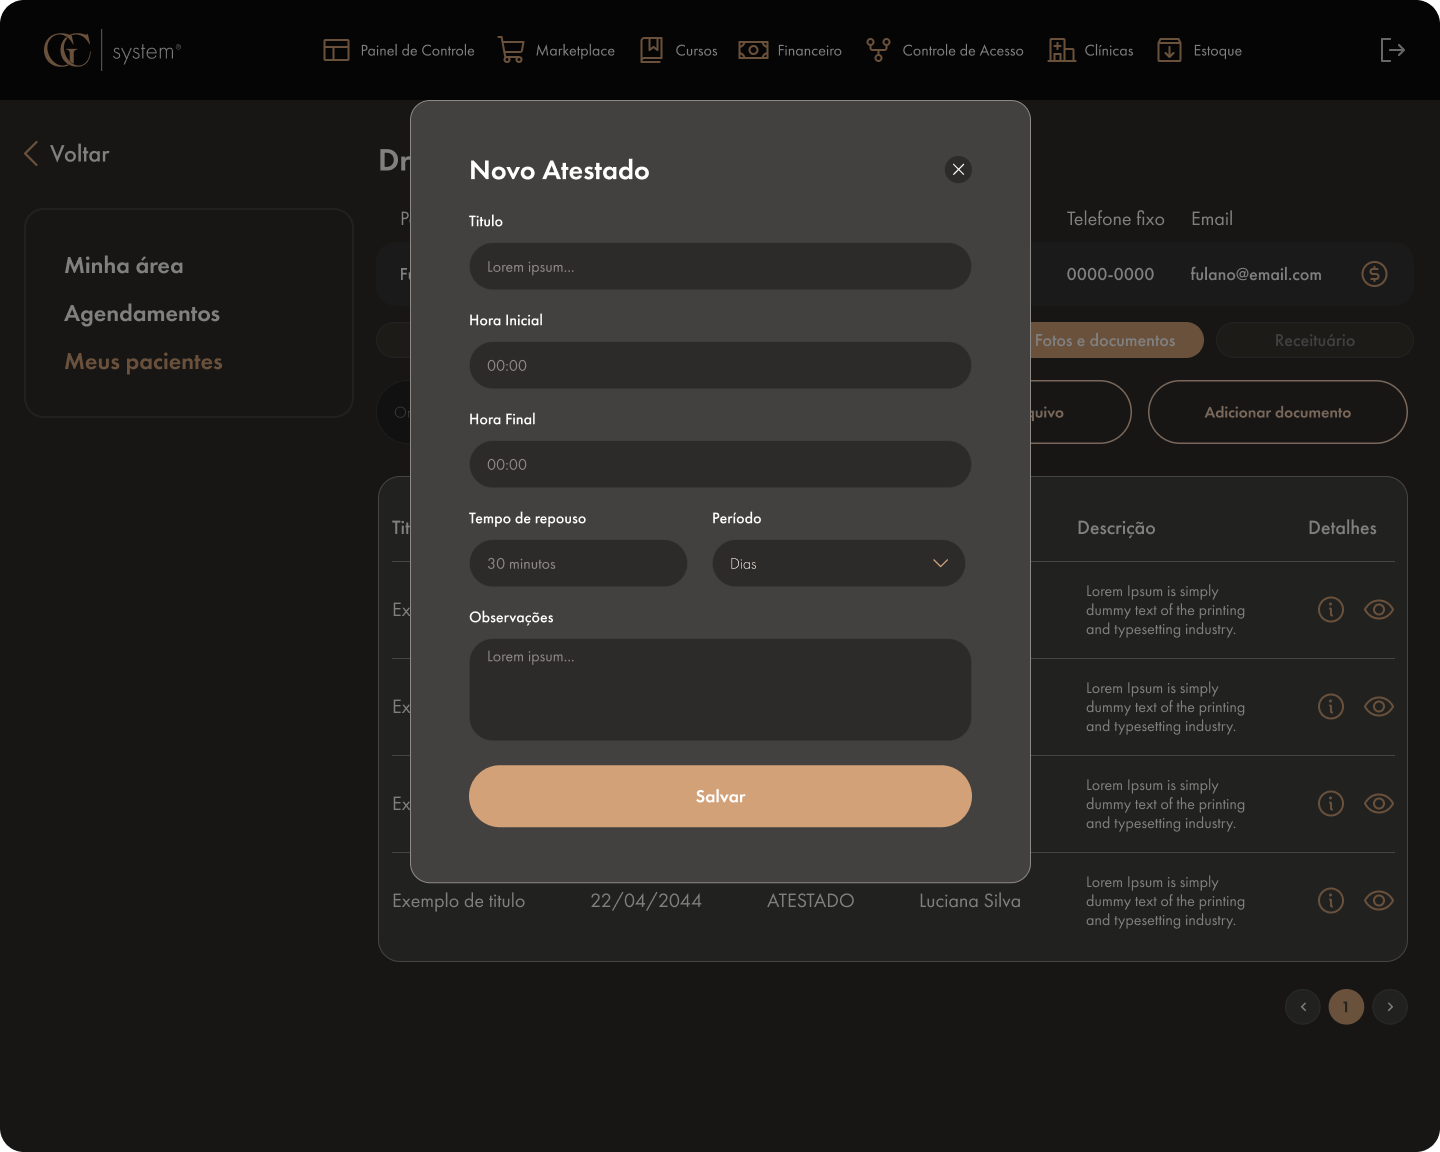 GC system®
Painel de Controle
Marketplace
Cursos
Financeiro
Controle de Acesso
Clínicas
Estoque
Voltar
Minha área
Agendamentos
Meus pacientes
Dr
Telefone fixo
Email
0000-0000
fulano@email.com
Fotos e documentos
Receituário
Adicionar documento
Novo Atestado
Titulo
Lorem ipsum...
Hora Inicial
00:00
Hora Final
00:00
Tempo de repouso
Período
30 minutos
Dias
Observações
Lorem ipsum...
Salvar
Tit
Descrição
Detalhes
Ex
Lorem Ipsum is simply
dummy text of the printing
and typesetting industry.
Ex
Lorem Ipsum is simply
dummy text of the printing
and typesetting industry.
Ex
Lorem Ipsum is simply
dummy text of the printing
and typesetting industry.
Exemplo de titulo
22/04/2044
ATESTADO
Luciana Silva
Lorem Ipsum is simply
dummy text of the printing
and typesetting industry.
1